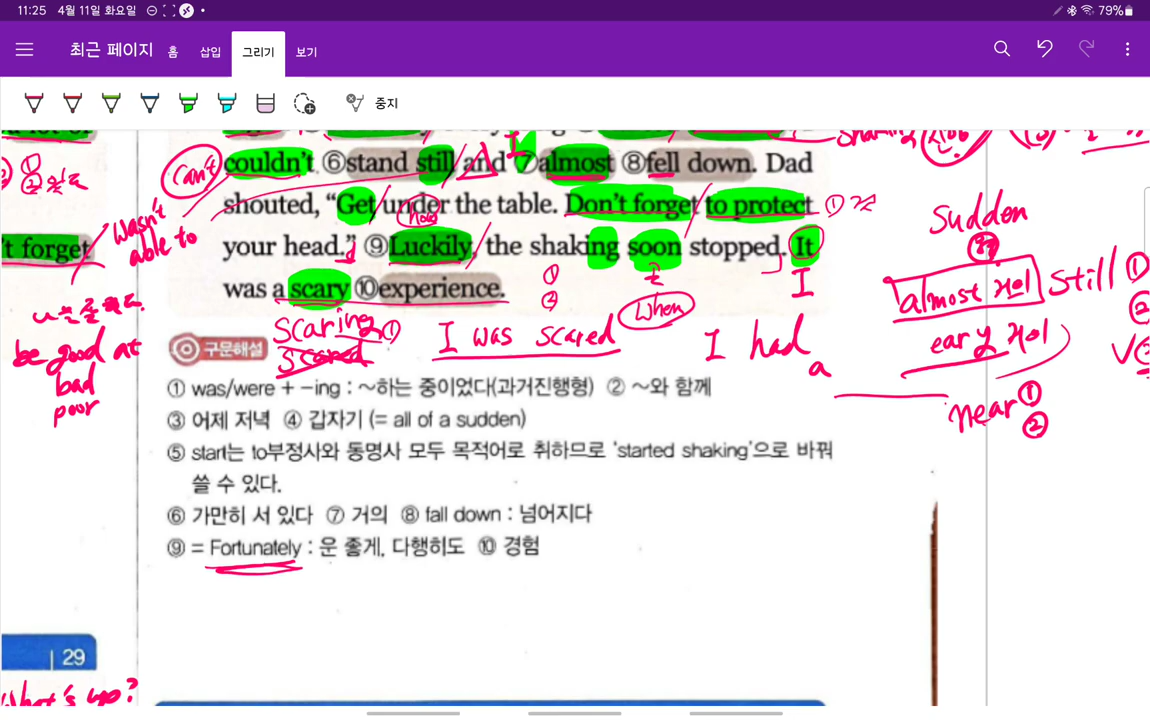 11:25 4월 11일 화요일
79%
최근 페이지 홈 삽입 그리기 보기
중지
can't couldn't ⑥stand still/and I ⑦almost ⑧fell down. Dad
shouted, “Get/under the table. Don't forget/to protect ①
your head.” ⑨Luckily, the shaking soon stopped. It
was a scary ⑩experience.
I
't forget
wasn't
able to
be good at
bad
poor
sudden
almost
still ①
②
near ①
②
①
②
when
scaring ①
scared
I was scared
I had
a
구문해설
① was/were + -ing : ～하는 중이었다(과거진행형) ② ～와 함께
③ 어제 저녁 ④ 갑자기 (= all of a sudden)
⑤ start는 to부정사와 동명사 모두 목적어로 취하므로 ‘started shaking’으로 바꿔
쓸 수 있다.
⑥ 가만히 서 있다 ⑦ 거의 ⑧ fall down : 넘어지다
⑨ = Fortunately : 운 좋게, 다행히도 ⑩ 경험
29
What's up?